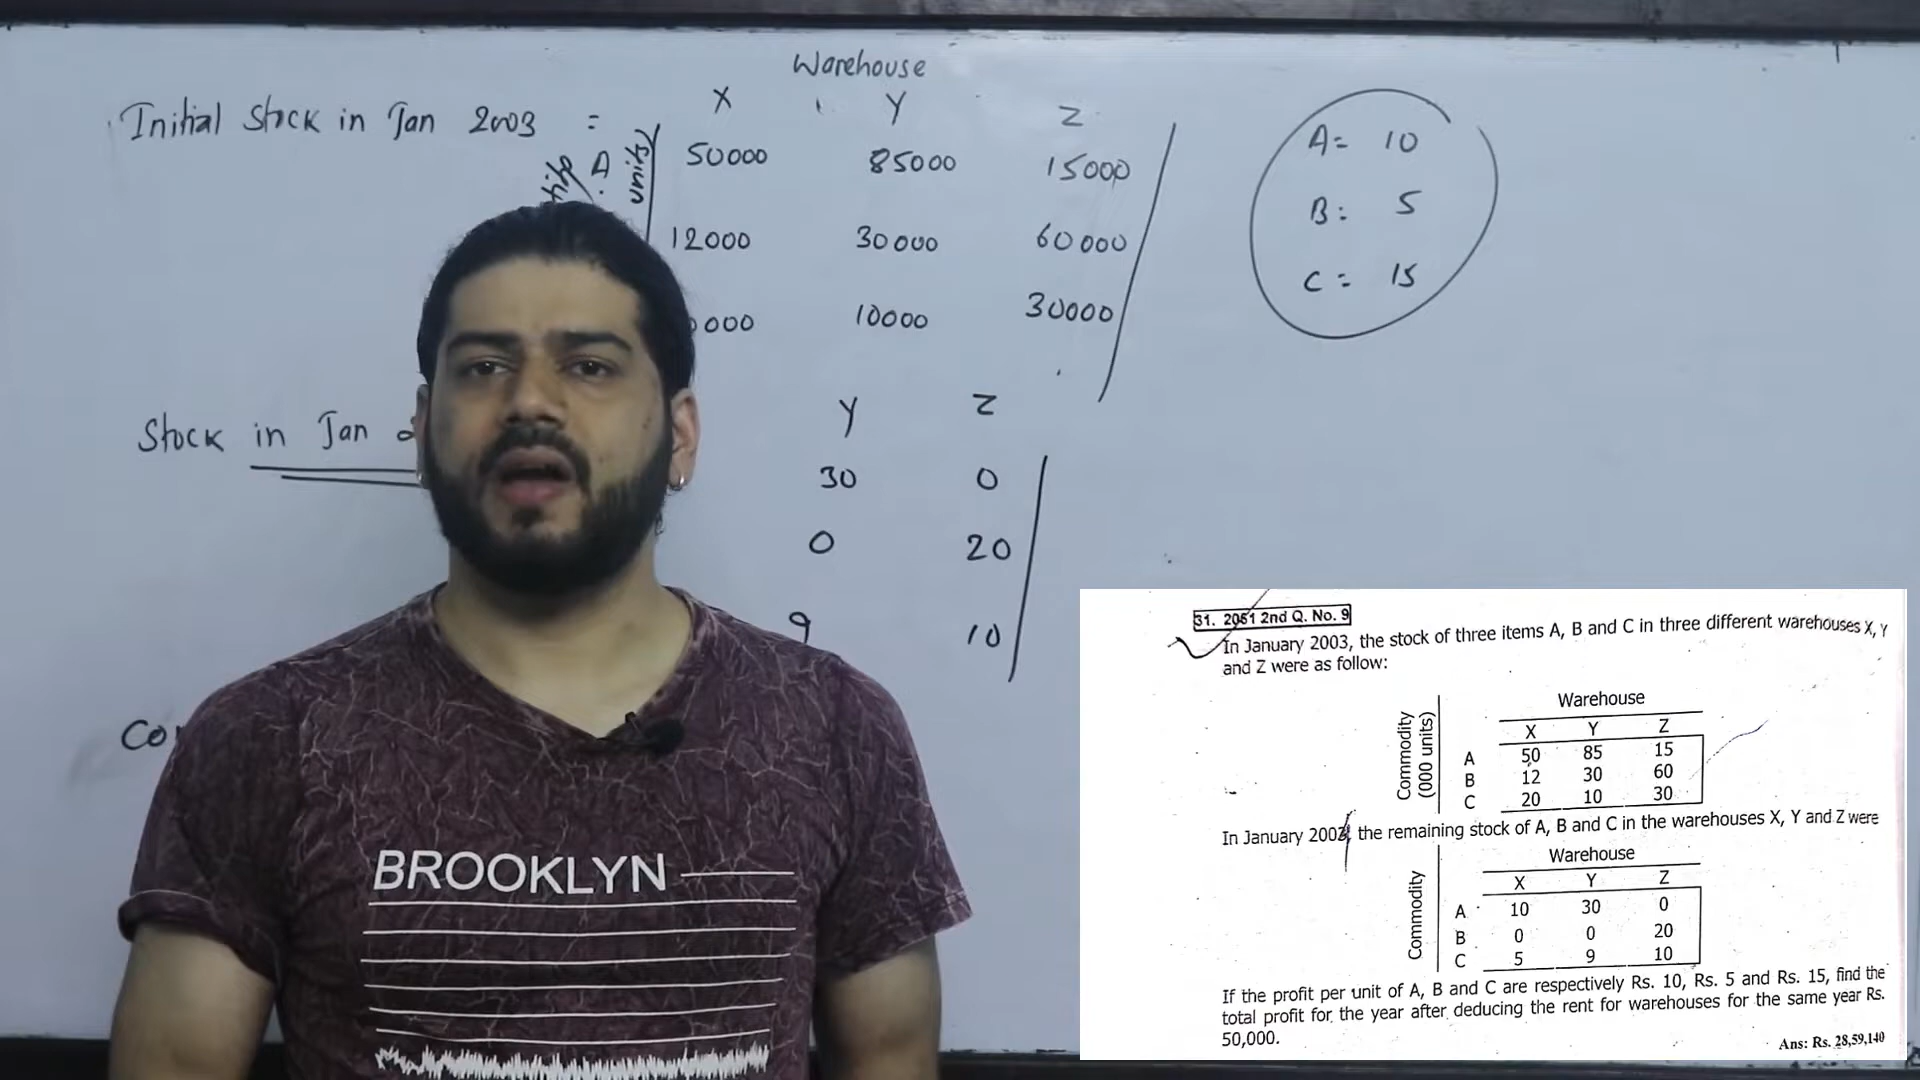 Warehouse
Initial Stock in Jan 2003 = X Y Z
A 50000 85000 15000
12000 30000 60000
000 10000 30000
A = 10
B = 5
C = 15
Stock in Jan Y Z
30 0
0 20
9 10
Co
BROOKLYN
31. 2061 2nd Q. No. 9
In January 2003, the stock of three items A, B and C in three different warehouses X, Y
and Z were as follow:
Warehouse
Commodity
(000 units)
X Y Z
A 50 85 15
B 12 30 60
C 20 10 30
In January 2004, the remaining stock of A, B and C in the warehouses X, Y and Z were
Warehouse
Commodity
X Y Z
A 10 30 0
B 0 0 20
C 5 9 10
If the profit per unit of A, B and C are respectively Rs. 10, Rs. 5 and Rs. 15, find the
total profit for the year after deducing the rent for warehouses for the same year Rs.
50,000.
Ans: Rs. 28,59,140